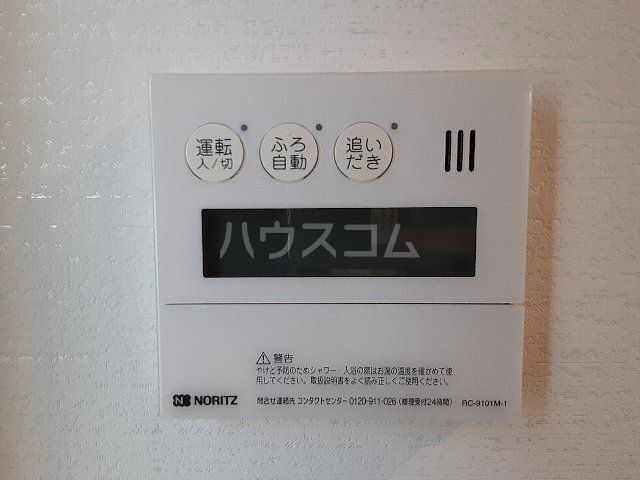 運転
入/切
ふろ
自動
追い
だき
ハウスコム
警告
やけど予防のためシャワー・入浴の際はお湯の温度を確かめて使
用してください。取扱説明書をよく読み正しくご使用ください。
NORITZ
問合せ連絡先 コンタクトセンター 0120-911-026 (修理受付24時間)
RC-9101M-1